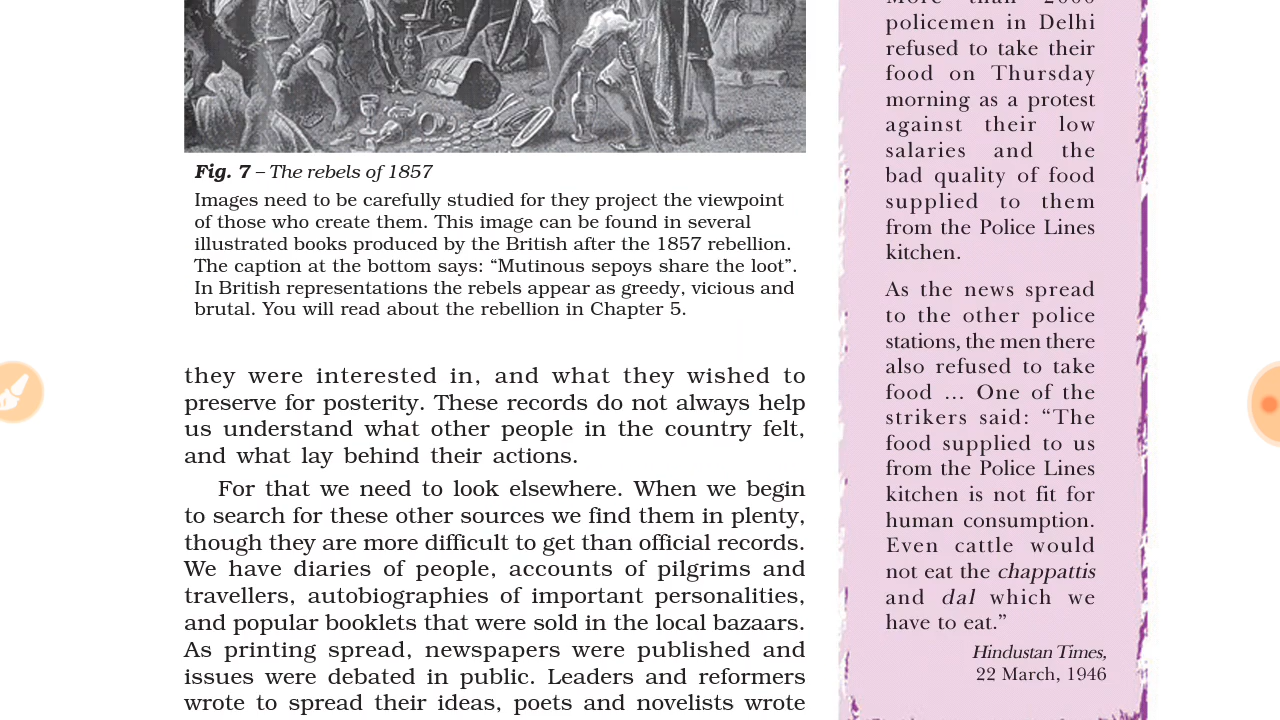 Fig. 7 – The rebels of 1857
Images need to be carefully studied for they project the viewpoint
of those who create them. This image can be found in several
illustrated books produced by the British after the 1857 rebellion.
The caption at the bottom says: “Mutinous sepoys share the loot”.
In British representations the rebels appear as greedy, vicious and
brutal. You will read about the rebellion in Chapter 5.
they were interested in, and what they wished to
preserve for posterity. These records do not always help
us understand what other people in the country felt,
and what lay behind their actions.
For that we need to look elsewhere. When we begin
to search for these other sources we find them in plenty,
though they are more difficult to get than official records.
We have diaries of people, accounts of pilgrims and
travellers, autobiographies of important personalities,
and popular booklets that were sold in the local bazaars.
As printing spread, newspapers were published and
issues were debated in public. Leaders and reformers
wrote to spread their ideas, poets and novelists wrote
More than 2000
policemen in Delhi
refused to take their
food on Thursday
morning as a protest
against their low
salaries and the
bad quality of food
supplied to them
from the Police Lines
kitchen.
As the news spread
to the other police
stations, the men there
also refused to take
food ... One of the
strikers said: “The
food supplied to us
from the Police Lines
kitchen is not fit for
human consumption.
Even cattle would
not eat the chappattis
and dal which we
have to eat.”
Hindustan Times,
22 March, 1946